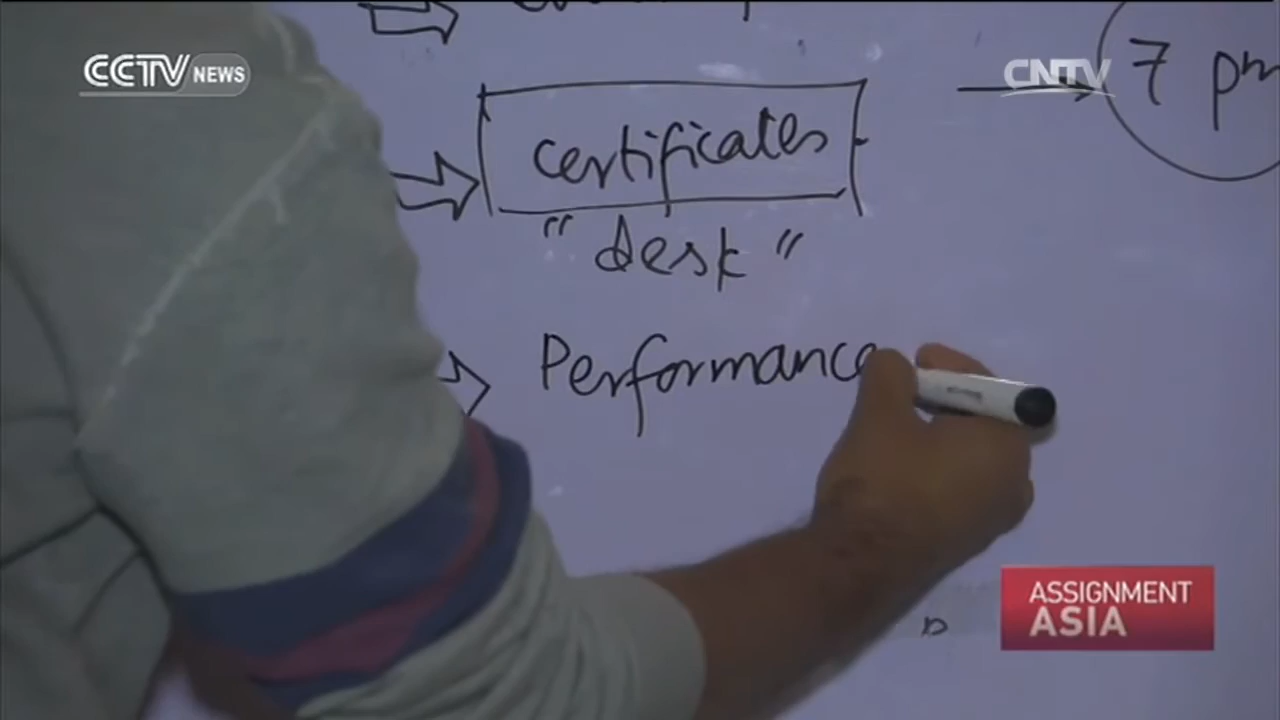 CCTV NEWS
CNTV
7 pm
certificates
"desk"
Performance
ASSIGNMENT
ASIA